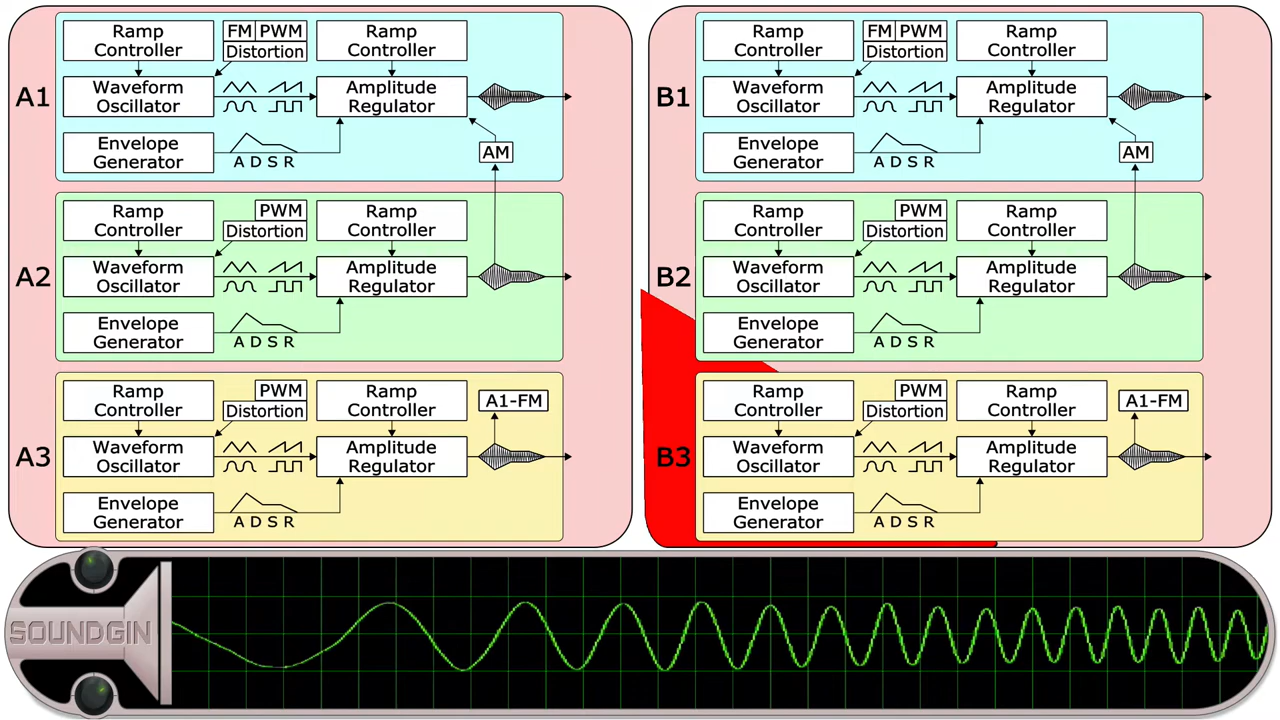 A1
Ramp
Controller
FM PWM
Distortion
Ramp
Controller
Waveform
Oscillator
Amplitude
Regulator
Envelope
Generator
A D S R
AM
A2
Ramp
Controller
PWM
Distortion
Ramp
Controller
Waveform
Oscillator
Amplitude
Regulator
Envelope
Generator
A D S R
A3
Ramp
Controller
PWM
Distortion
Ramp
Controller
A1-FM
Waveform
Oscillator
Amplitude
Regulator
Envelope
Generator
A D S R
B1
Ramp
Controller
FM PWM
Distortion
Ramp
Controller
Waveform
Oscillator
Amplitude
Regulator
Envelope
Generator
A D S R
AM
B2
Ramp
Controller
PWM
Distortion
Ramp
Controller
Waveform
Oscillator
Amplitude
Regulator
Envelope
Generator
A D S R
B3
Ramp
Controller
PWM
Distortion
Ramp
Controller
A1-FM
Waveform
Oscillator
Amplitude
Regulator
Envelope
Generator
A D S R
SOUNDGIN